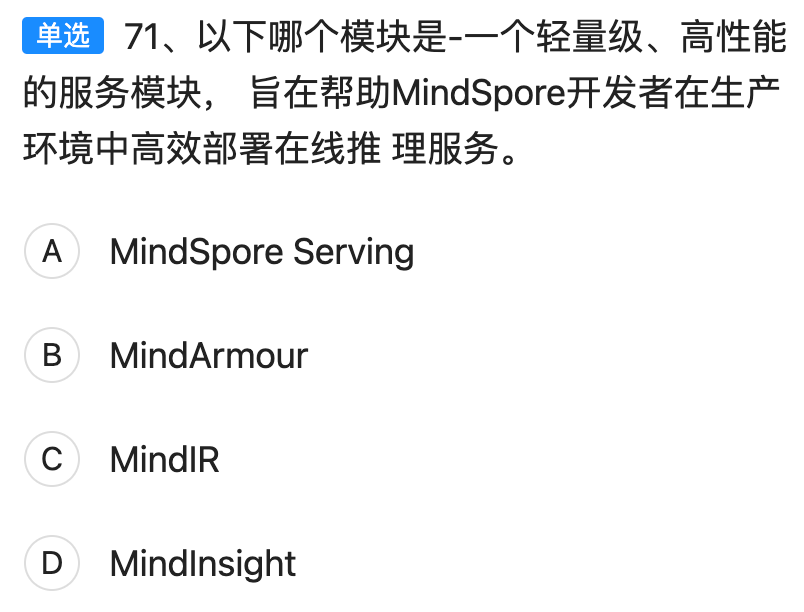 单选 71、以下哪个模块是-一个轻量级、高性能
的服务模块， 旨在帮助MindSpore开发者在生产
环境中高效部署在线推 理服务。
A MindSpore Serving
B MindArmour
C MindIR
D MindInsight